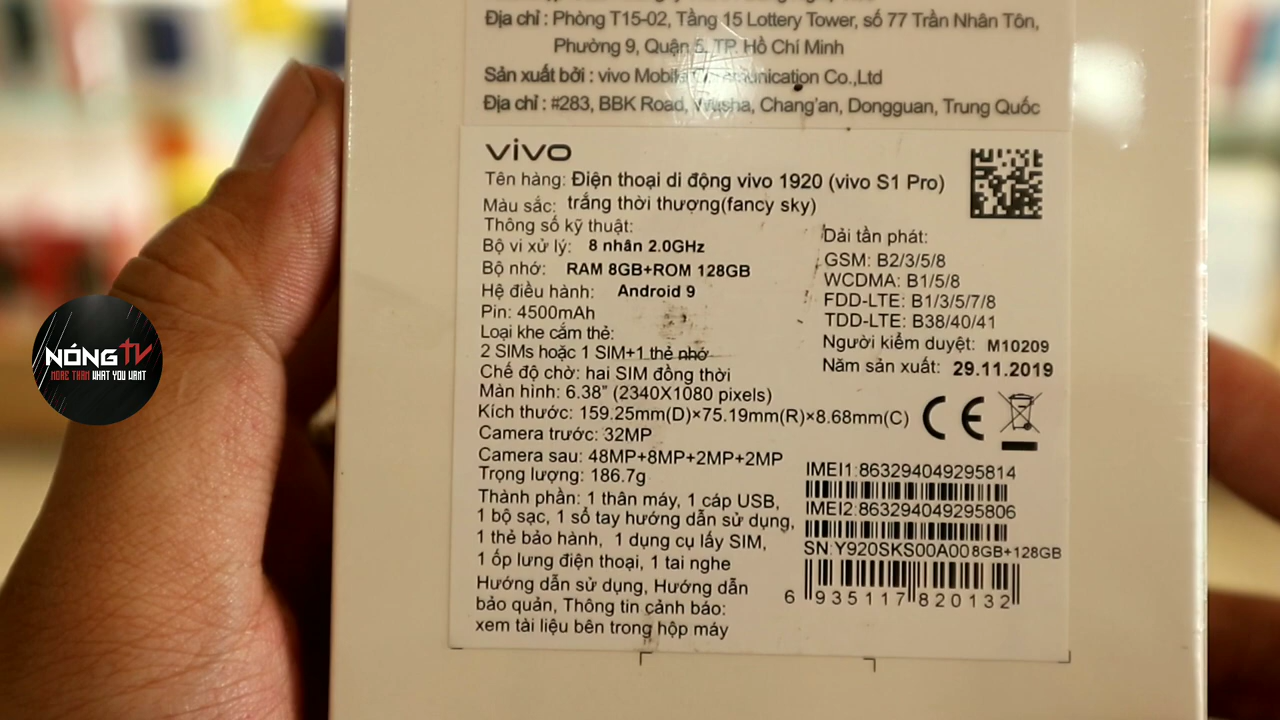 Địa chỉ : Phòng T15-02, Tầng 15 Lottery Tower, số 77 Trần Nhân Tôn,
Phường 9, Quận 5, TP. Hồ Chí Minh
Sản xuất bởi : vivo Mobile Communication Co.,Ltd
Địa chỉ : #283, BBK Road, Wusha, Chang'an, Dongguan, Trung Quốc
vivo
Tên hàng: Điện thoại di động vivo 1920 (vivo S1 Pro)
Màu sắc: trắng thời thượng(fancy sky)
Thông số kỹ thuật:
Bộ vi xử lý: 8 nhân 2.0GHz
Bộ nhớ: RAM 8GB+ROM 128GB
Hệ điều hành: Android 9
Pin: 4500mAh
Loại khe cắm thẻ:
2 SIMs hoặc 1 SIM+1 thẻ nhớ
Chế độ chờ: hai SIM đồng thời
Màn hình: 6.38" (2340X1080 pixels)
Kích thước: 159.25mm(D)×75.19mm(R)×8.68mm(C)
Camera trước: 32MP
Camera sau: 48MP+8MP+2MP+2MP
Trọng lượng: 186.7g
Thành phần: 1 thân máy, 1 cáp USB,
1 bộ sạc, 1 sổ tay hướng dẫn sử dụng,
1 thẻ bảo hành, 1 dụng cụ lấy SIM,
1 ốp lưng điện thoại, 1 tai nghe
Hướng dẫn sử dụng, Hướng dẫn
bảo quản, Thông tin cảnh báo:
xem tài liệu bên trong hộp máy
Dải tần phát:
GSM: B2/3/5/8
WCDMA: B1/5/8
FDD-LTE: B1/3/5/7/8
TDD-LTE: B38/40/41
Người kiểm duyệt: M10209
Năm sản xuất: 29.11.2019
CE
IMEI1:863294049295814
IMEI2:863294049295806
SN:Y920SKS00A00 8GB+128GB
6 935117 820132
NÓNG TV
MORE THAN WHAT YOU WANT